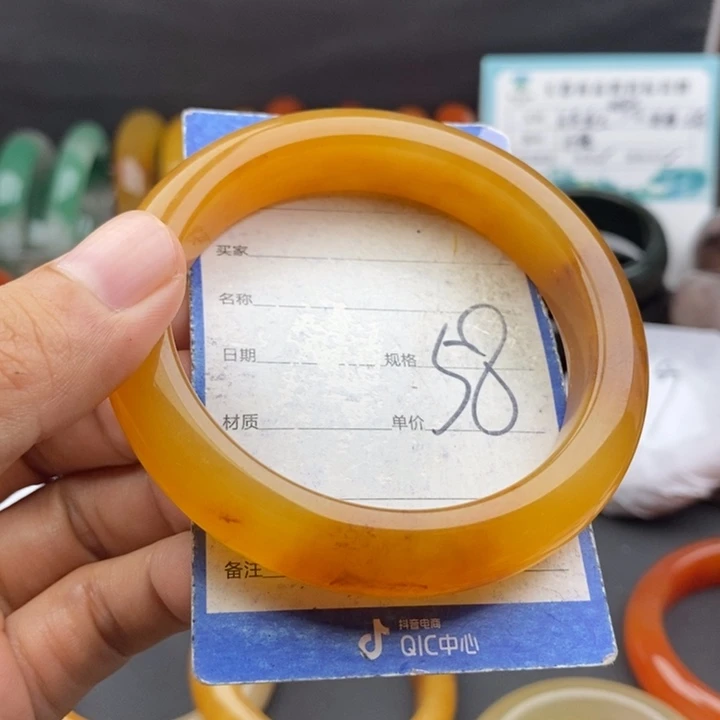 买家
名称
日期 规格
58
材质 单价
备注
抖音电商
QIC中心